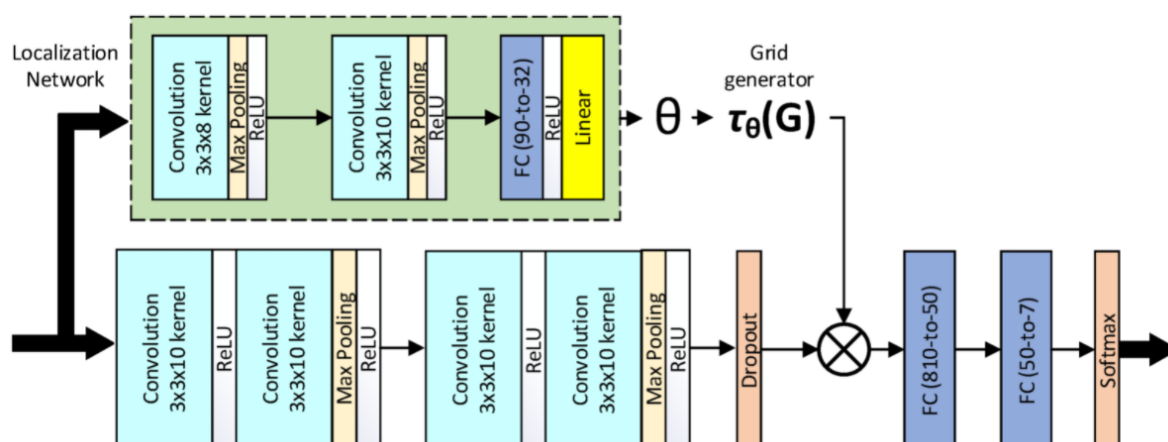 Localization
Network
Convolution
3x3x8 kernel
Max Pooling
ReLU
Convolution
3x3x10 kernel
Max Pooling
ReLU
FC (90-to-32)
ReLU
Linear
θ
Grid
generator
τθ(G)
Convolution
3x3x10 kernel
ReLU
Convolution
3x3x10 kernel
Max Pooling
ReLU
Convolution
3x3x10 kernel
ReLU
Convolution
3x3x10 kernel
Max Pooling
ReLU
Dropout
FC (810-to-50)
FC (50-to-7)
Softmax